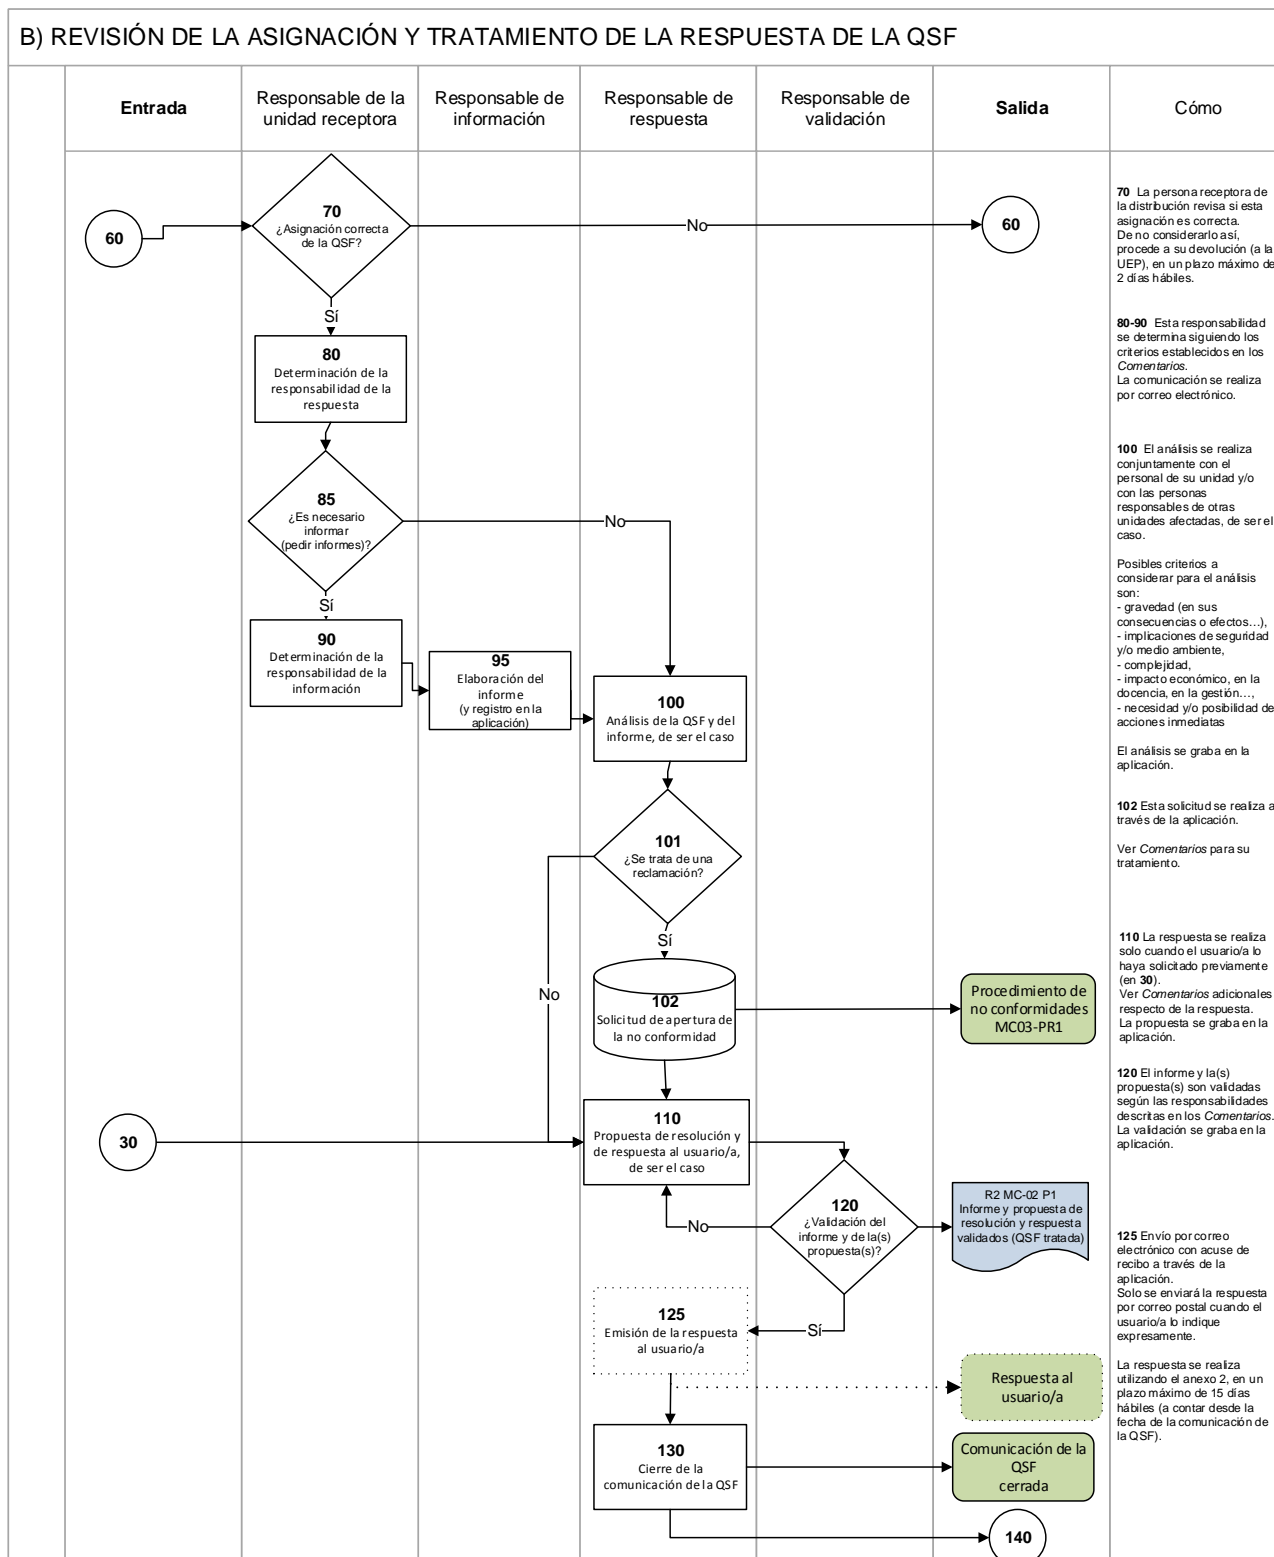 B) REVISIÓN DE LA ASIGNACIÓN Y TRATAMIENTO DE LA RESPUESTA DE LA QSF
Entrada
Responsable de la
unidad receptora
Responsable de
información
Responsable de
respuesta
Responsable de
validación
Salida
Cómo
60
70
¿Asignación correcta
de la QSF?
No
60
Sí
80
Determinación de la
responsabilidad de la
respuesta
85
¿Es necesario
informar
(pedir informes)?
No
Sí
90
Determinación de la
responsabilidad de la
información
95
Elaboración del
informe
(y registro en la
aplicación)
100
Análisis de la QSF y del
informe, de ser el caso
101
¿Se trata de una
reclamación?
Sí
No
102
Solicitud de apertura de
la no conformidad
Procedimiento de
no conformidades
MC03-PR1
30
110
Propuesta de resolución y
de respuesta al usuario/a,
de ser el caso
120
¿Validación del
informe y de la(s)
propuesta(s)?
No
R2 MC-02 P1
Informe y propuesta de
resolución y respuesta
validados (QSF tratada)
Sí
125
Emisión de la respuesta
al usuario/a
Respuesta al
usuario/a
130
Cierre de la
comunicación de la QSF
Comunicación de la
QSF
cerrada
140
70 La persona receptora de
la distribución revisa si esta
asignación es correcta.
De no considerarlo así,
procede a su devolución (a la
UEP), en un plazo máximo de
2 días hábiles.
80-90 Esta responsabilidad
se determina siguiendo los
criterios establecidos en los
Comentarios.
La comunicación se realiza
por correo electrónico.
100 El análisis se realiza
conjuntamente con el
personal de su unidad y/o
con las personas
responsables de otras
unidades afectadas, de ser el
caso.
Posibles criterios a
considerar para el análisis
son:
- gravedad (en sus
consecuencias o efectos...),
- implicaciones de seguridad
y/o medio ambiente,
- complejidad,
- impacto económico, en la
docencia, en la gestión...,
- necesidad y/o posibilidad de
acciones inmediatas
El análisis se graba en la
aplicación.
102 Esta solicitud se realiza a
través de la aplicación.
Ver Comentarios para su
tratamiento.
110 La respuesta se realiza
solo cuando el usuario/a lo
haya solicitado previamente
(en 30).
Ver Comentarios adicionales
respecto de la respuesta.
La propuesta se graba en la
aplicación.
120 El informe y la(s)
propuesta(s) son validadas
según las responsabilidades
descritas en los Comentarios.
La validación se graba en la
aplicación.
125 Envío por correo
electrónico con acuse de
recibo a través de la
aplicación.
Solo se enviará la respuesta
por correo postal cuando el
usuario/a lo indique
expresamente.
La respuesta se realiza
utilizando el anexo 2, en un
plazo máximo de 15 días
hábiles (a contar desde la
fecha de la comunicación de
la QSF).